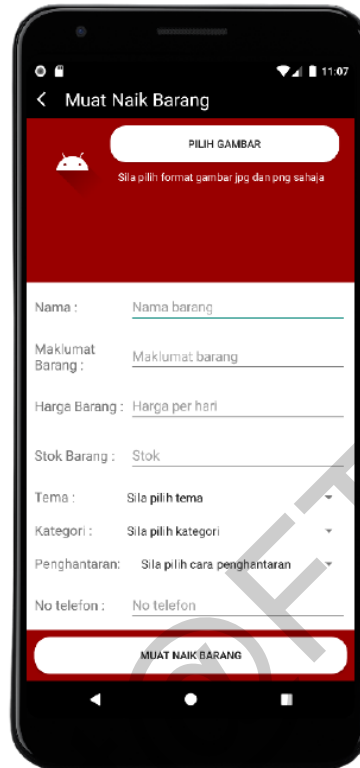 11:07
Muat Naik Barang
PILIH GAMBAR
Sila pilih format gambar jpg dan png sahaja
Nama : Nama barang
Maklumat
Barang : Maklumat barang
Harga Barang : Harga per hari
Stok Barang : Stok
Tema : Sila pilih tema
Kategori : Sila pilih kategori
Penghantaran: Sila pilih cara penghantaran
No telefon : No telefon
MUAT NAIK BARANG